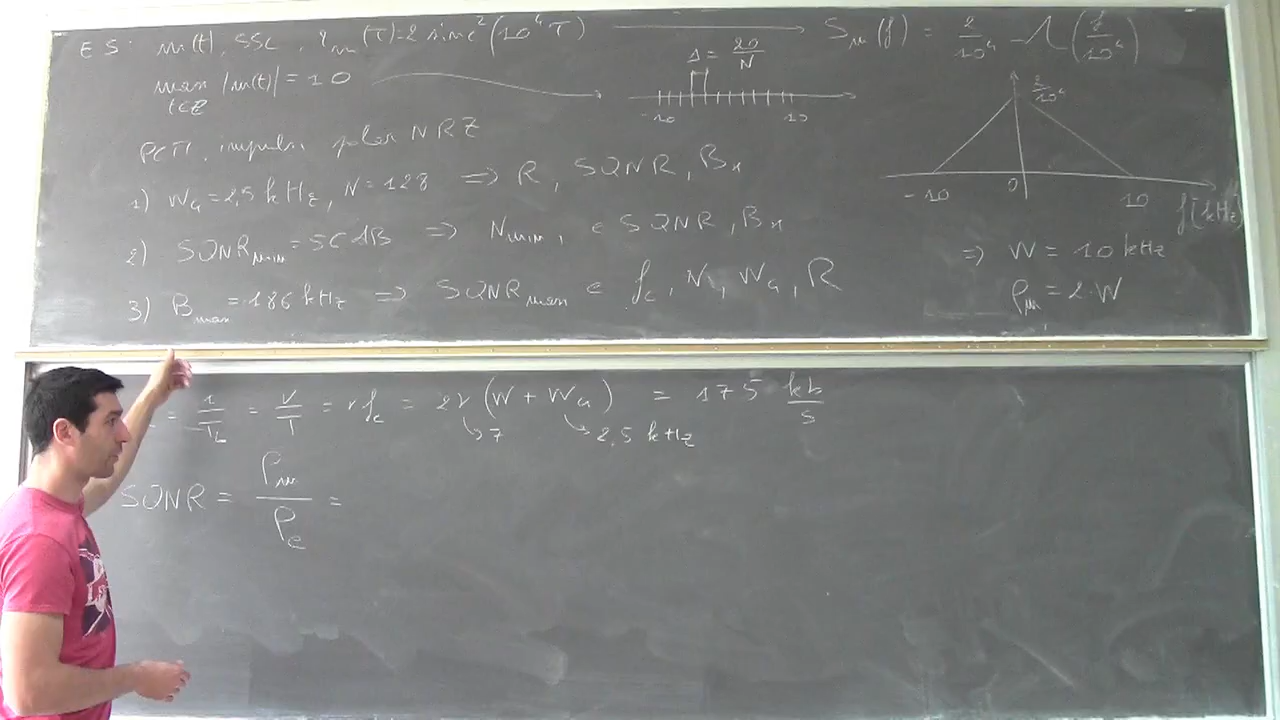 ES: m(t), SSL, r_m(τ)=2 sinc²(10⁴τ) → S_m(f) = 2/10⁴ Λ(f/10⁴)
max |m(t)| = 10
t∈ℝ
Δ = 20/N
-10 10
2/10⁴
-10 0 10
f[kHz]
PCM, impulsi polari NRZ
1) W_G = 2,5 kHz, N = 128 ⇒ R, SQNR, B_x
2) SQNR_min = 50 dB ⇒ N_min, e SQNR, B_x
3) B_max = 186 kHz ⇒ SQNR_max e f_c, N, W_G, R
⇒ W = 10 kHz
P_m = 2 W
= 1/T_b = ν/T = ν f_c = 2ν (W + W_G) = 175 kb/s
↳ 7 ↳ 2,5 kHz
SQNR = P_m/P_e =